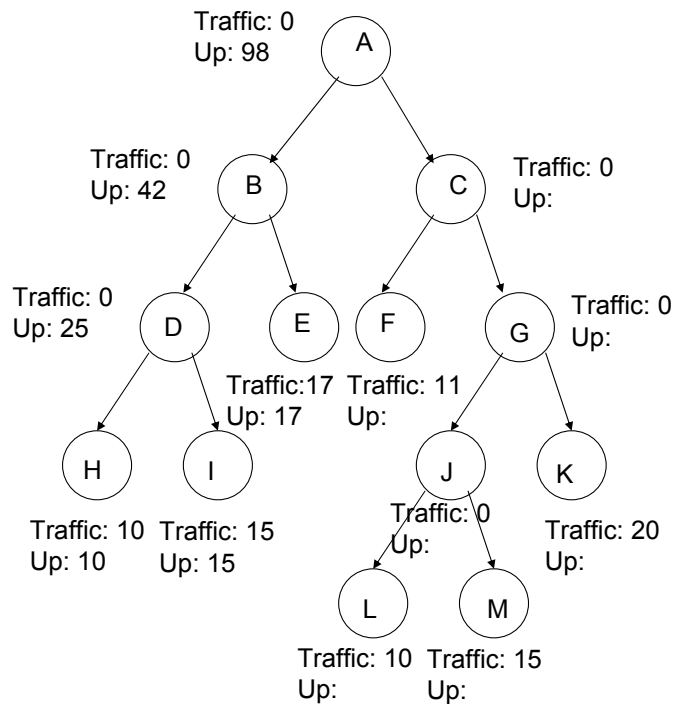 Traffic: 0
Up: 98
A
Traffic: 0
Up: 42
B
C
Traffic: 0
Up:
Traffic: 0
Up: 25
D
E
F
G
Traffic: 0
Up:
Traffic:17
Up: 17
Traffic: 11
Up:
H
I
J
K
Traffic: 10
Up: 10
Traffic: 15
Up: 15
Traffic: 0
Up:
Traffic: 20
Up:
L
M
Traffic: 10
Up:
Traffic: 15
Up: